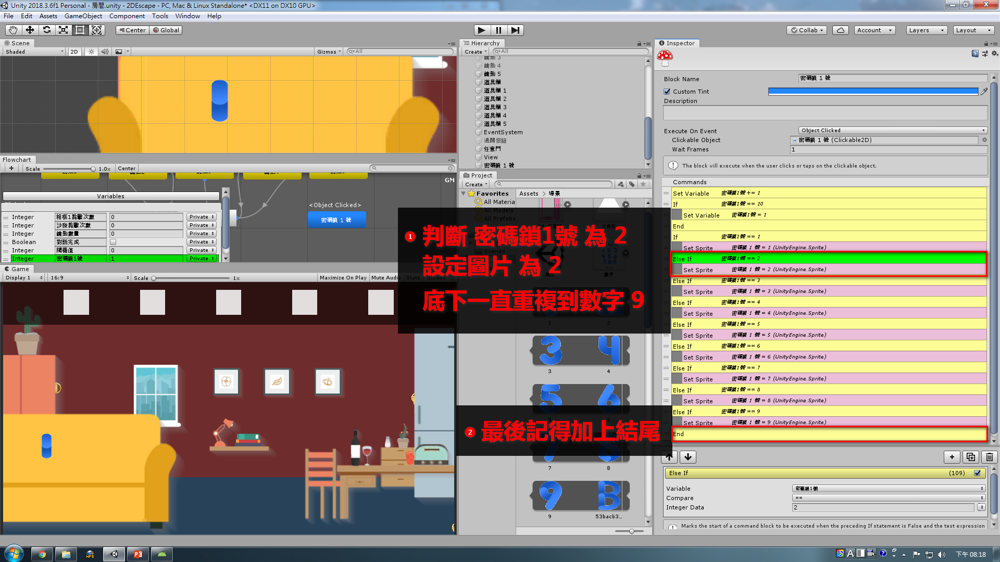 Unity 2018.3.6f1 Personal - 房間.unity - 2DEscape - PC, Mac & Linux Standalone* <DX11 on DX10 GPU>
File Edit Assets GameObject Component Tools Window Help
Center Global
Collab Account Layers Layout
Scene
Shaded 2D Gizmos All
Flowchart
Scale 1.0x Center
GM
Variables
Integer 相框1點擊次數 0 Private
Integer 沙發點擊次數 0 Private
Integer 鑰匙數量 0 Private
Boolean 對話完成 Private
Integer 隨機值 0 Private
Integer 密碼鎖1號 1 Private
<Object Clicked>
密碼鎖 1 號
Game
Display 1 16:9 Scale 1x Maximize On Play Mute Audi Stats Gizmos
Hierarchy
Create All
鑰匙 3
鑰匙 4
鑰匙 5
道具欄
道具欄 1
道具欄 2
道具欄 3
道具欄 4
道具欄 5
EventSystem
過關按鈕
任意門
View
密碼鎖 1 號
Project
Create
Favorites
All Materia
All Models
All Prefabs
Scenes
Assets > 場景
三角形
房間
數字
1 2
3 4
5 6
7 8
9 53bacb3...
❶ 判斷 密碼鎖1號 為 2
設定圖片 為 2
底下一直重複到數字 9
❷ 最後記得加上結尾
Inspector
Block Name 密碼鎖 1 號
Custom Tint
Description
Execute On Event Object Clicked
Clickable Object 密碼鎖 1 號 (Clickable2D)
Wait Frames 1
The block will execute when the user clicks or taps on the clickable object.
Commands
Set Variable 密碼鎖1號 += 1
If 密碼鎖1號 == 10
Set Variable 密碼鎖1號 = 1
End
If 密碼鎖1號 == 1
Set Sprite 密碼鎖 1 號 = 1 (UnityEngine.Sprite)
Else If 密碼鎖1號 == 2
Set Sprite 密碼鎖 1 號 = 2 (UnityEngine.Sprite)
Else If 密碼鎖1號 == 3
Set Sprite 密碼鎖 1 號 = 3 (UnityEngine.Sprite)
Else If 密碼鎖1號 == 4
Set Sprite 密碼鎖 1 號 = 4 (UnityEngine.Sprite)
Else If 密碼鎖1號 == 5
Set Sprite 密碼鎖 1 號 = 5 (UnityEngine.Sprite)
Else If 密碼鎖1號 == 6
Set Sprite 密碼鎖 1 號 = 6 (UnityEngine.Sprite)
Else If 密碼鎖1號 == 7
Set Sprite 密碼鎖 1 號 = 7 (UnityEngine.Sprite)
Else If 密碼鎖1號 == 8
Set Sprite 密碼鎖 1 號 = 8 (UnityEngine.Sprite)
Else If 密碼鎖1號 == 9
Set Sprite 密碼鎖 1 號 = 9 (UnityEngine.Sprite)
End
Else If (109)
Variable 密碼鎖1號
Compare ==
Integer Data 2
Marks the start of a command block to be executed when the preceding If statement is False and the test expression
下午 08:18